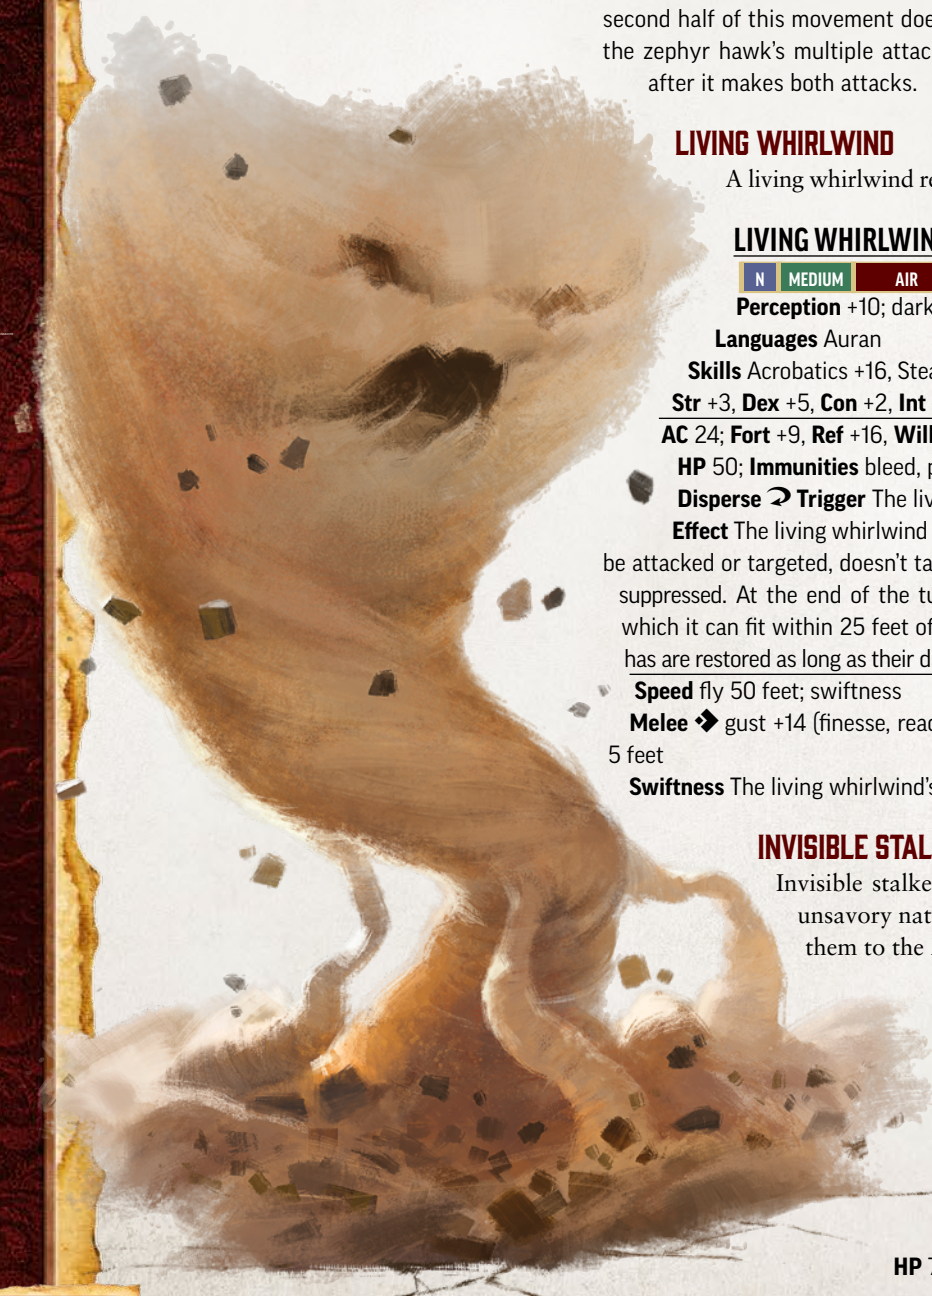 second half of this movement doe
the zephyr hawk's multiple attac
after it makes both attacks.
LIVING WHIRLWIND
A living whirlwind re
LIVING WHIRLWIN
N MEDIUM AIR
Perception +10; dark
Languages Auran
Skills Acrobatics +16, Stea
Str +3, Dex +5, Con +2, Int
AC 24; Fort +9, Ref +16, Will
HP 50; Immunities bleed, p
Disperse Trigger The liv
Effect The living whirlwind
be attacked or targeted, doesn't ta
suppressed. At the end of the tu
which it can fit within 25 feet of
has are restored as long as their d
Speed fly 50 feet; swiftness
Melee gust +14 (finesse, reac
5 feet
Swiftness The living whirlwind's
INVISIBLE STAL
Invisible stalke
unsavory nat
them to the
HP 7